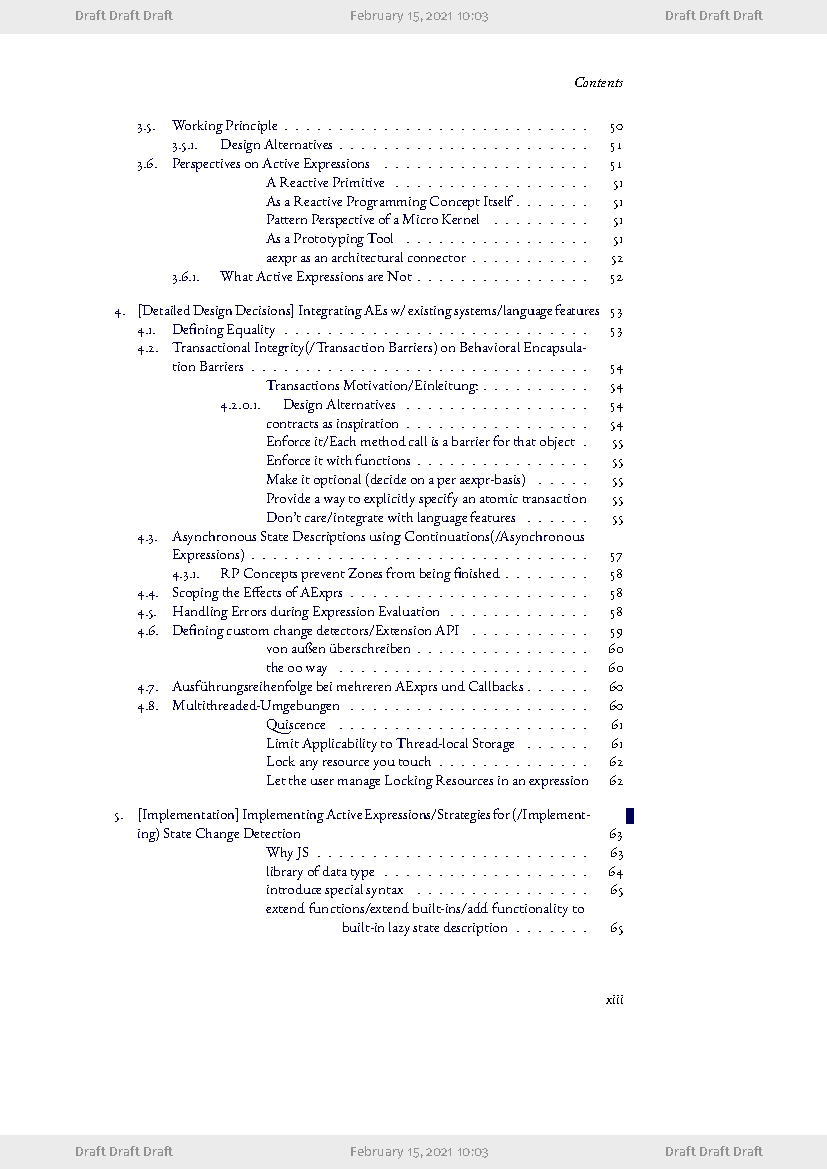 Draft Draft Draft February 15, 2021 10:03 Draft Draft Draft
Contents
3.5. Working Principle . . . . . . . . . . . . . . . . . . . . . . . . . . . . 50
3.5.1. Design Alternatives . . . . . . . . . . . . . . . . . . . . . . . 51
3.6. Perspectives on Active Expressions . . . . . . . . . . . . . . . . . . . 51
A Reactive Primitive . . . . . . . . . . . . . . . . . . 51
As a Reactive Programming Concept Itself . . . . . . . 51
Pattern Perspective of a Micro Kernel . . . . . . . . . 51
As a Prototyping Tool . . . . . . . . . . . . . . . . . 51
aexpr as an architectural connector . . . . . . . . . . . 52
3.6.1. What Active Expressions are Not . . . . . . . . . . . . . . . . 52
4. [Detailed Design Decisions] Integrating AEs w/ existing systems/language features 53
4.1. Defining Equality . . . . . . . . . . . . . . . . . . . . . . . . . . . . 53
4.2. Transactional Integrity(/Transaction Barriers) on Behavioral Encapsula-
tion Barriers . . . . . . . . . . . . . . . . . . . . . . . . . . . . . . . 54
Transactions Motivation/Einleitung: . . . . . . . . . . 54
4.2.0.1. Design Alternatives . . . . . . . . . . . . . . . . . 54
contracts as inspiration . . . . . . . . . . . . . . . . . 54
Enforce it/Each method call is a barrier for that object . 55
Enforce it with functions . . . . . . . . . . . . . . . . 55
Make it optional (decide on a per aexpr-basis) . . . . . 55
Provide a way to explicitly specify an atomic transaction 55
Don't care/integrate with language features . . . . . . 55
4.3. Asynchronous State Descriptions using Continuations(/Asynchronous
Expressions) . . . . . . . . . . . . . . . . . . . . . . . . . . . . . . . 57
4.3.1. RP Concepts prevent Zones from being finished . . . . . . . . 58
4.4. Scoping the Effects of AExprs . . . . . . . . . . . . . . . . . . . . . . 58
4.5. Handling Errors during Expression Evaluation . . . . . . . . . . . . . 58
4.6. Defining custom change detectors/Extension API . . . . . . . . . . . 59
von außen überschreiben . . . . . . . . . . . . . . . . 60
the oo way . . . . . . . . . . . . . . . . . . . . . . . 60
4.7. Ausführungsreihenfolge bei mehreren AExprs und Callbacks . . . . . . 60
4.8. Multithreaded-Umgebungen . . . . . . . . . . . . . . . . . . . . . . 60
Quiscence . . . . . . . . . . . . . . . . . . . . . . . 61
Limit Applicability to Thread-local Storage . . . . . . 61
Lock any resource you touch . . . . . . . . . . . . . . 62
Let the user manage Locking Resources in an expression 62
5. [Implementation] Implementing Active Expressions/Strategies for (/Implement-
ing) State Change Detection 63
Why JS . . . . . . . . . . . . . . . . . . . . . . . . . 63
library of data type . . . . . . . . . . . . . . . . . . . 64
introduce special syntax . . . . . . . . . . . . . . . . 65
extend functions/extend built-ins/add functionality to
built-in lazy state description . . . . . . . 65
xiii
Draft Draft Draft February 15, 2021 10:03 Draft Draft Draft